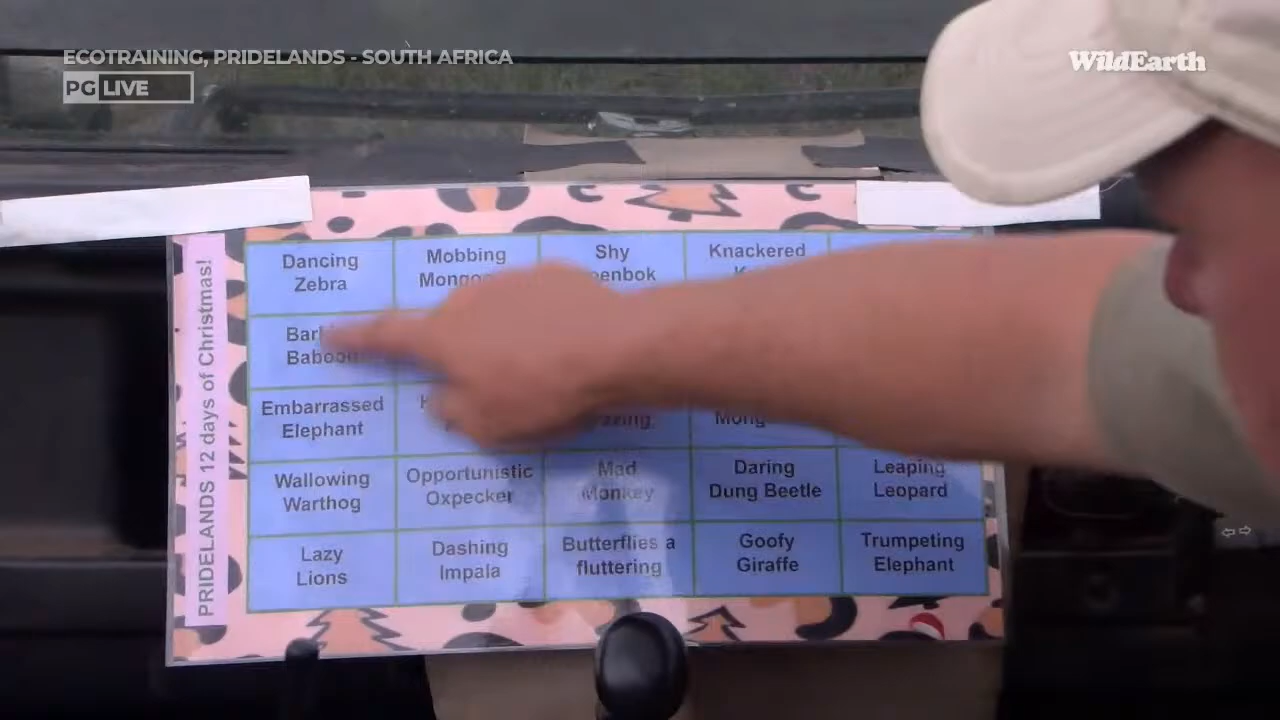 ECOTRAINING, PRIDELANDS - SOUTH AFRICA
PG LIVE
WildEarth
PRIDELANDS 12 days of Christmas!
Dancing
Zebra
Mobbing
Shy
Knackered
Embarrassed
Elephant
Wallowing
Warthog
Opportunistic
Oxpecker
Mad
Monkey
Daring
Dung Beetle
Leaping
Leopard
Lazy
Lions
Dashing
Impala
Butterflies a
fluttering
Goofy
Giraffe
Trumpeting
Elephant